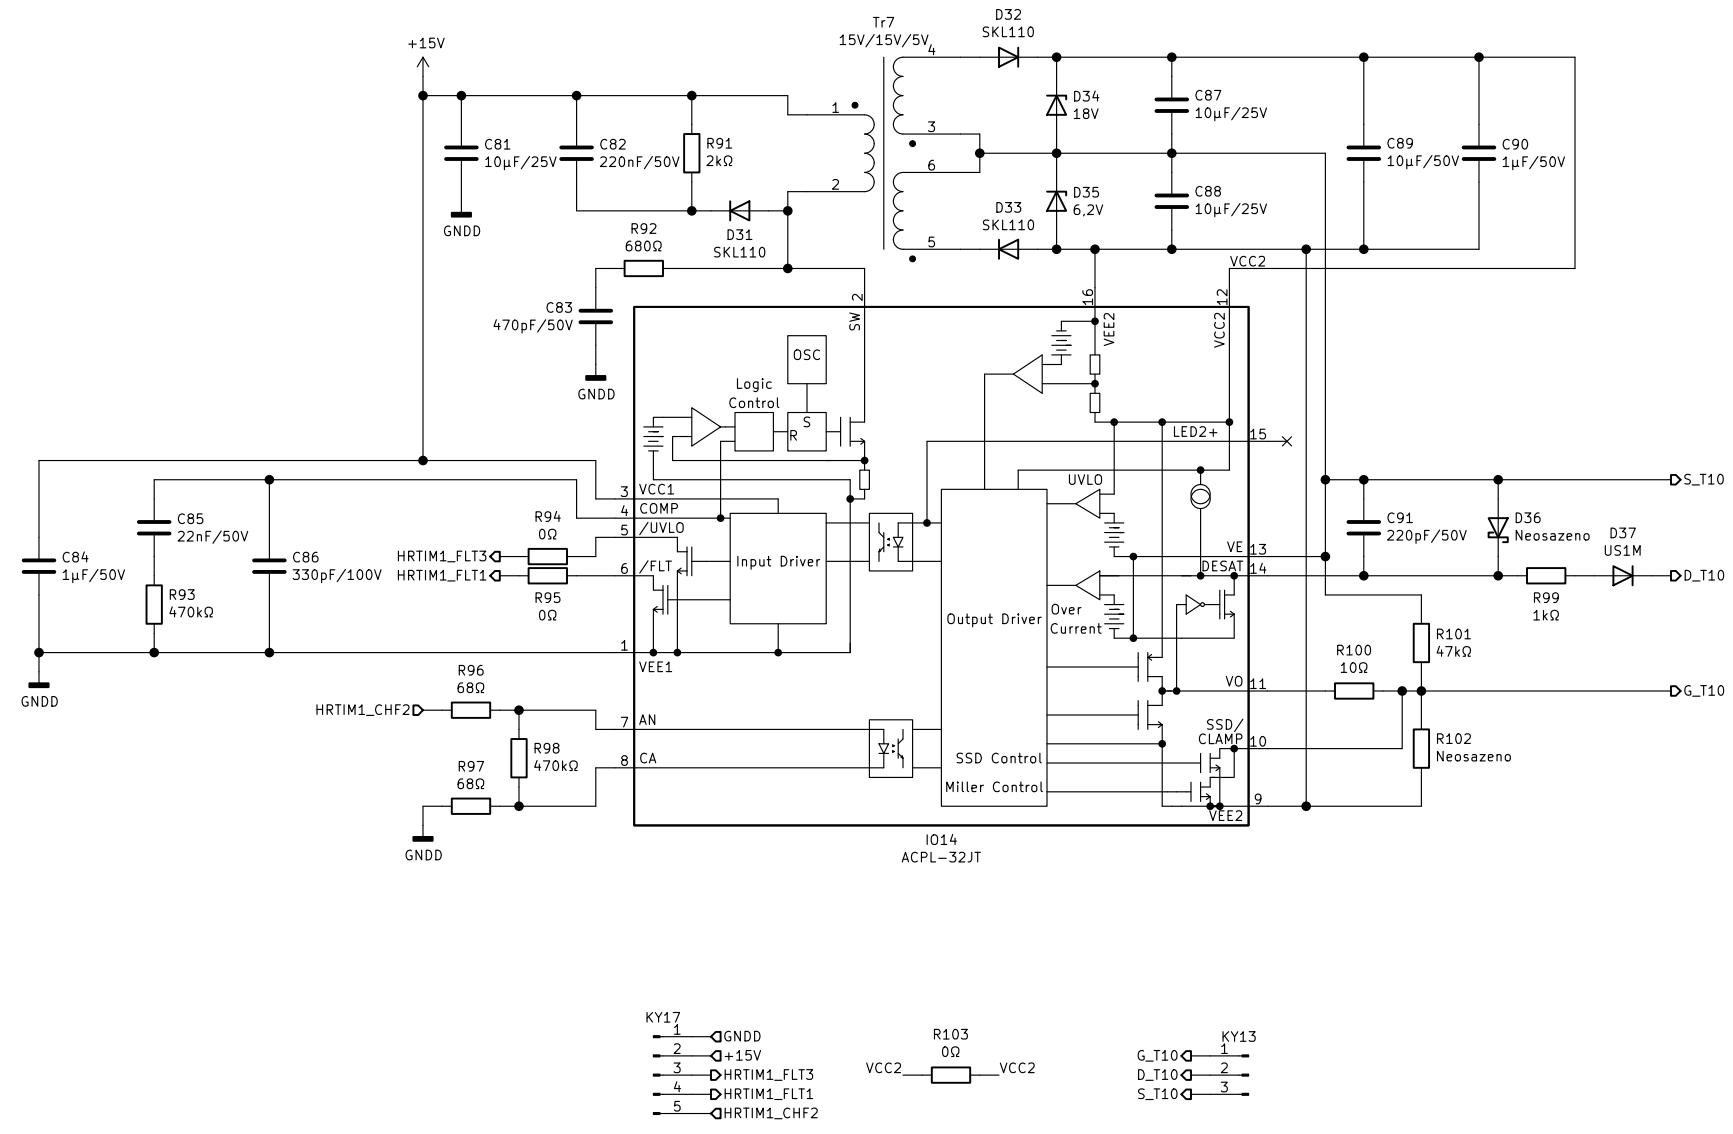 Tr7
15V/15V/5V
D32
SKL110
+15V
4
1
3
6
2
5
C81
10µF/25V
C82
220nF/50V
R91
2kΩ
D31
SKL110
D34
18V
C87
10µF/25V
C89
10µF/50V
C90
1µF/50V
D35
6,2V
C88
10µF/25V
D33
SKL110
GNDD
R92
680Ω
C83
470pF/50V
GNDD
SW
2
16
VEE2
VCC2
12
VCC2
OSC
Logic
Control
S
R
LED2+
15
3
VCC1
4
COMP
5
/UVLO
6
/FLT
1
VEE1
7
AN
8
CA
UVLO
VE
13
DESAT
14
Input Driver
Output Driver
Over
Current
VO
11
SSD/
CLAMP
10
SSD Control
Miller Control
9
VEE2
IO14
ACPL-32JT
C84
1µF/50V
C85
22nF/50V
R93
470kΩ
C86
330pF/100V
GNDD
R94
0Ω
HRTIM1_FLT3
HRTIM1_FLT1
R95
0Ω
R96
68Ω
HRTIM1_CHF2
R98
470kΩ
R97
68Ω
GNDD
S_T10
C91
220pF/50V
D36
Neosazeno
D37
US1M
D_T10
R99
1kΩ
R101
47kΩ
R100
10Ω
G_T10
R102
Neosazeno
KY17
1
GNDD
2
+15V
3
HRTIM1_FLT3
4
HRTIM1_FLT1
5
HRTIM1_CHF2
R103
0Ω
VCC2
VCC2
KY13
G_T10
1
D_T10
2
S_T10
3